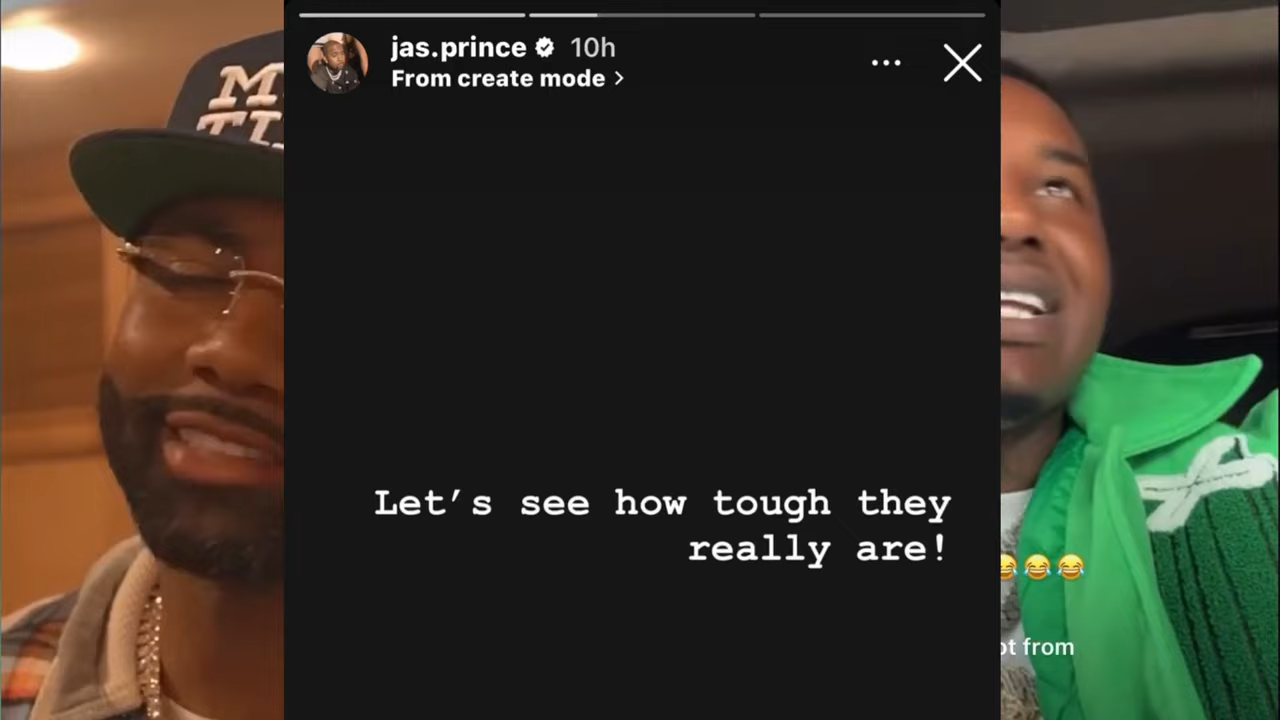 jas.prince 10h
From create mode >
Let's see how tough they
really are!
😂😂😂
ot from